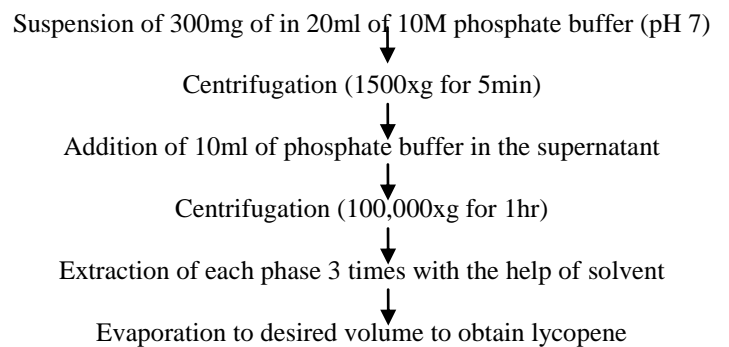 Suspension of 300mg of in 20ml of 10M phosphate buffer (pH 7)
Centrifugation (1500xg for 5min)
Addition of 10ml of phosphate buffer in the supernatant
Centrifugation (100,000xg for 1hr)
Extraction of each phase 3 times with the help of solvent
Evaporation to desired volume to obtain lycopene